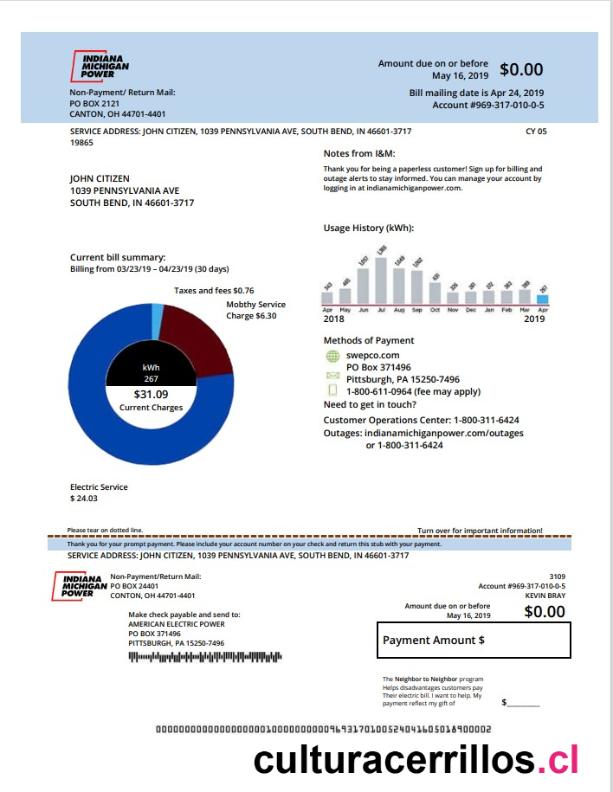 INDIANA
MICHIGAN
POWER
Amount due on or before
May 16, 2019
$0.00
Non-Payment/ Return Mail:
PO BOX 2121
CANTON, OH 44701-4401
Bill mailing date is Apr 24, 2019
Account #969-317-010-0-5
SERVICE ADDRESS: JOHN CITIZEN, 1039 PENNSYLVANIA AVE, SOUTH BEND, IN 46601-3717
CY 05
19865
Notes from I&M:
Thank you for being a paperless customer! Sign up for billing and
outage alerts to stay informed. You can manage your account by
logging in at indianamichiganpower.com.
JOHN CITIZEN
1039 PENNSYLVANIA AVE
SOUTH BEND, IN 46601-3717
Usage History (kWh):
Apr May Jun Jul Aug Sep Oct Nov Dec Jan Feb Mar Apr
2018 2019
Current bill summary:
Billing from 03/23/19 – 04/23/19 (30 days)
Taxes and fees $0.76
Mobthy Service
Charge $6.30
kWh
267
$31.09
Current Charges
Electric Service
$ 24.03
Methods of Payment
swepco.com
PO Box 371496
Pittsburgh, PA 15250-7496
1-800-611-0964 (fee may apply)
Need to get in touch?
Customer Operations Center: 1-800-311-6424
Outages: indianamichiganpower.com/outages
or 1-800-311-6424
Please tear on dotted line.
Turn over for important information!
Thank you for your prompt payment. Please include your account number on your check and return this stub with your payment.
SERVICE ADDRESS: JOHN CITIZEN, 1039 PENNSYLVANIA AVE, SOUTH BEND, IN 46601-3717
INDIANA
MICHIGAN
POWER
Non-Payment/Return Mail:
PO BOX 24401
CONTON, OH 44701-4401
3109
Account #969-317-010-0-5
KEVIN BRAY
Amount due on or before
May 16, 2019
$0.00
Make check payable and send to:
AMERICAN ELECTRIC POWER
PO BOX 371496
PITTSBURGH, PA 15250-7496
Payment Amount $
The Neighbor to Neighbor program
Helps disadvantages customers pay
Their electric bill. I want to help. My
payment reflect my gift of
$______
culturacerrillos.cl